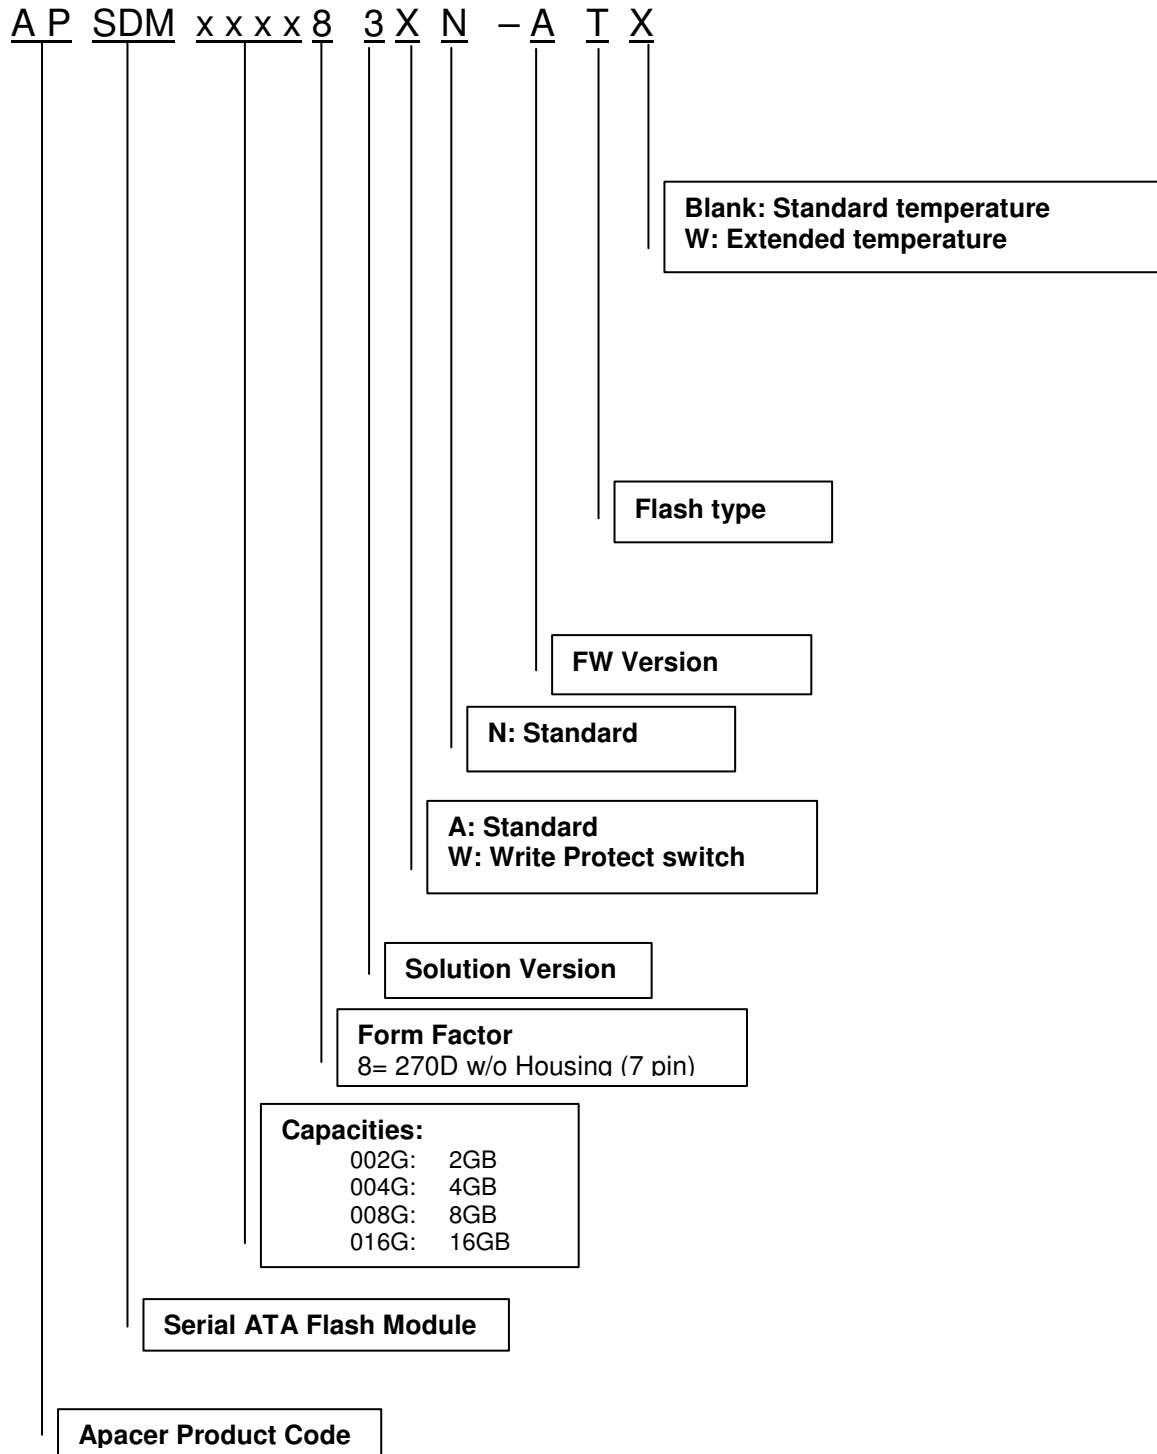 A P SDM x x x x 8 3 X N – A T X
Blank: Standard temperature
W: Extended temperature
Flash type
FW Version
N: Standard
A: Standard
W: Write Protect switch
Solution Version
Form Factor
8= 270D w/o Housing (7 pin)
Capacities:
002G: 2GB
004G: 4GB
008G: 8GB
016G: 16GB
Serial ATA Flash Module
Apacer Product Code